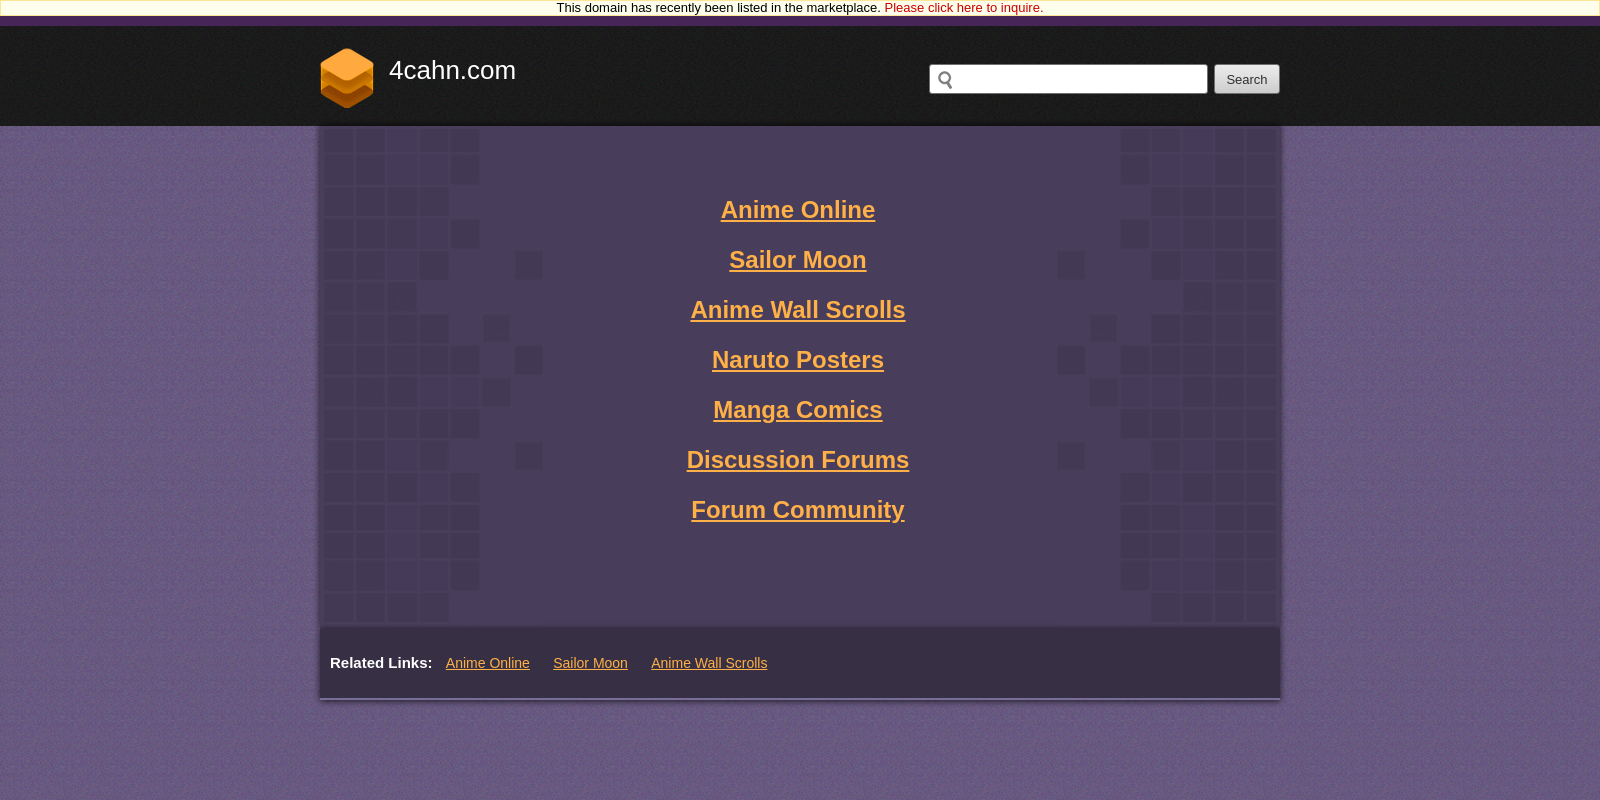 This domain has recently been listed in the marketplace. Please click here to inquire.
4cahn.com
Search
Anime Online
Sailor Moon
Anime Wall Scrolls
Naruto Posters
Manga Comics
Discussion Forums
Forum Community
Related Links: Anime Online Sailor Moon Anime Wall Scrolls